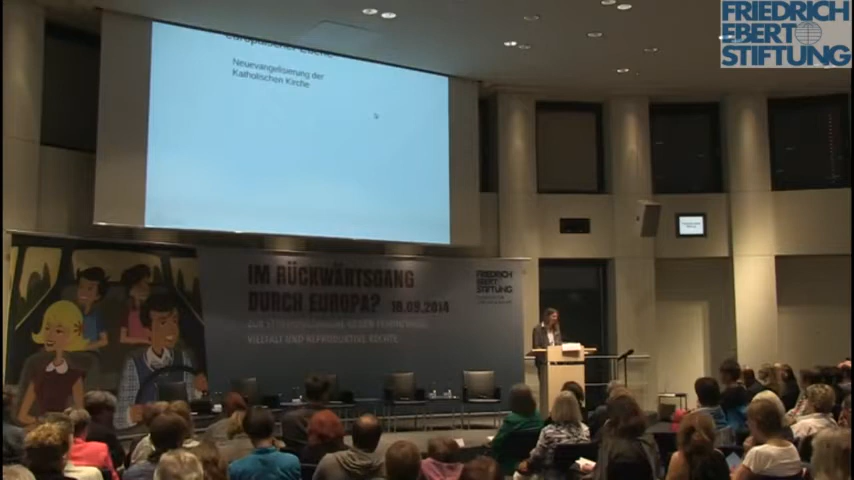 FRIEDRICH
EBERT
STIFTUNG
Neuevangelisierung der
Katholischen Kirche
IM RÜCKWÄRTSGANG
DURCH EUROPA? 18.09.2014
VIELFALT UND REPRODUKTIVE RECHTE
FRIEDRICH
EBERT
STIFTUNG